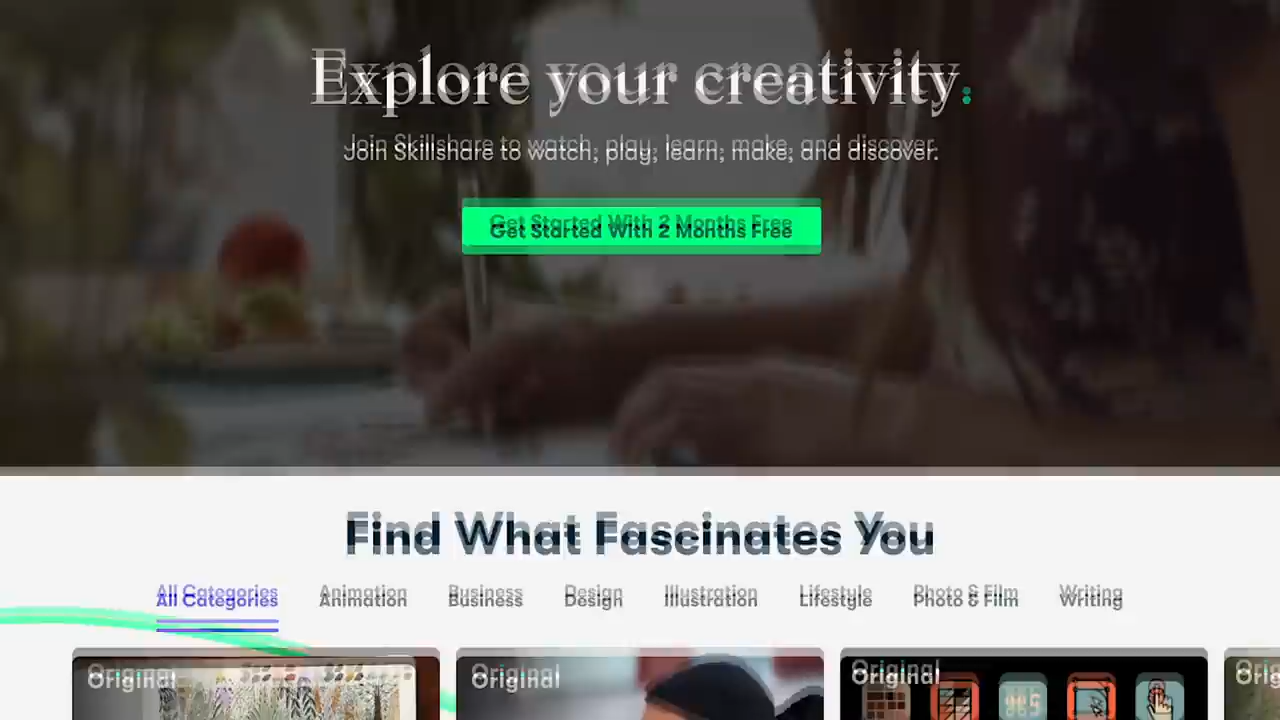 Explore your creativity.
Join Skillshare to watch, play, learn, make, and discover.
Get Started With 2 Months Free
Find What Fascinates You
All Categories Animation Business Design Illustration Lifestyle Photo & Film Writing
Original Original Original